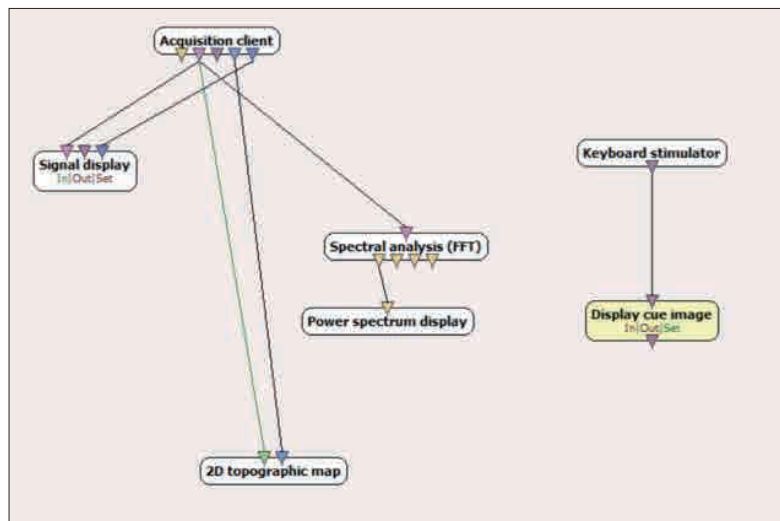 Acquisition client
Signal display
In|Out|Set
Keyboard stimulator
Spectral analysis (FFT)
Power spectrum display
Display cue image
In|Out|Set
2D topographic map